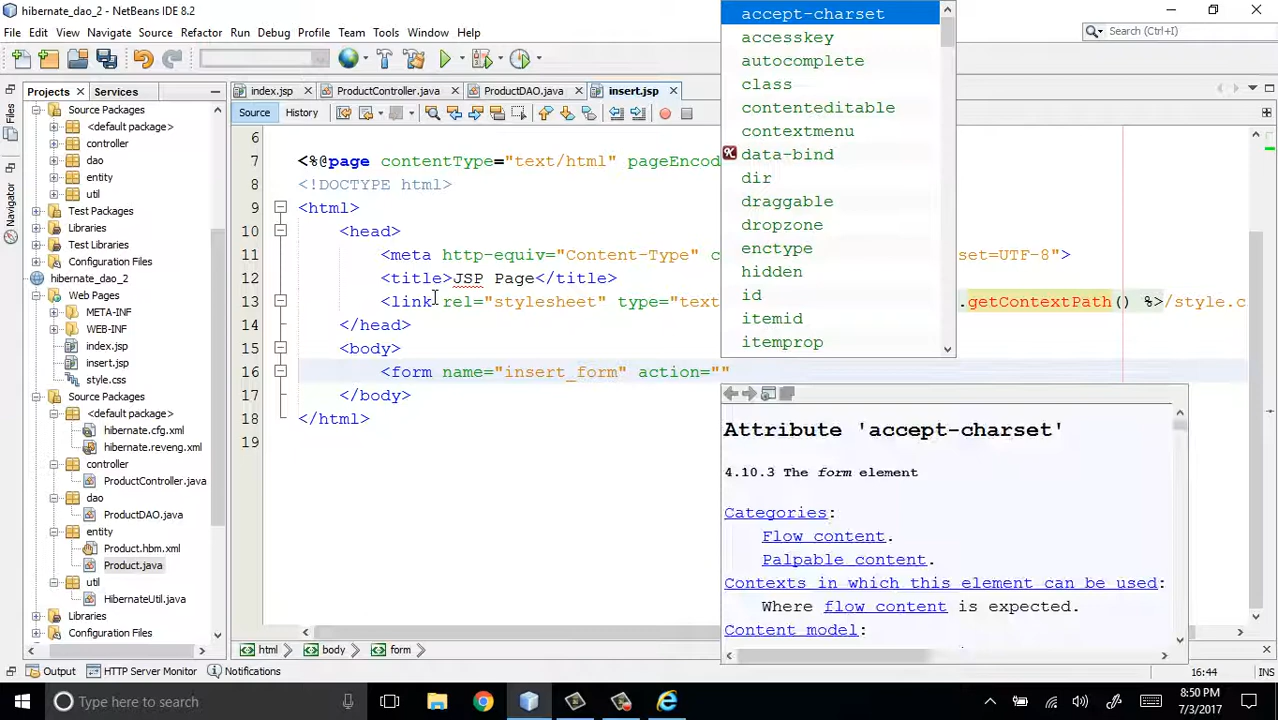 hibernate_dao_2 - NetBeans IDE 8.2
File Edit View Navigate Source Refactor Run Debug Profile Team Tools Window Help
Search (Ctrl+I)
Projects
Services
index.jsp
ProductController.java
ProductDAO.java
insert.jsp
Source
History
Files
Navigator
Source Packages
<default package>
controller
dao
entity
util
Test Packages
Libraries
Test Libraries
Configuration Files
hibernate_dao_2
Web Pages
META-INF
WEB-INF
index.jsp
insert.jsp
style.css
Source Packages
<default package>
hibernate.cfg.xml
hibernate.reveng.xml
controller
ProductController.java
dao
ProductDAO.java
entity
Product.hbm.xml
Product.java
util
HibernateUtil.java
Libraries
Configuration Files
6
7 <%@page contentType="text/html" pageEnco
8 <!DOCTYPE html>
9 <html>
10 <head>
11 <meta http-equiv="Content-Type" c set=UTF-8">
12 <title>JSP Page</title>
13 <link rel="stylesheet" type="text .getContextPath() %>/style.c
14 </head>
15 <body>
16 <form name="insert_form" action=""
17 </body>
18 </html>
19
accept-charset
accesskey
autocomplete
class
contenteditable
contextmenu
data-bind
dir
draggable
dropzone
enctype
hidden
id
itemid
itemprop
Attribute 'accept-charset'
4.10.3 The form element
Categories:
Flow content.
Palpable content.
Contexts in which this element can be used:
Where flow content is expected.
Content model:
html body form
Output HTTP Server Monitor Notifications
16:44 INS
Type here to search
8:50 PM
7/3/2017